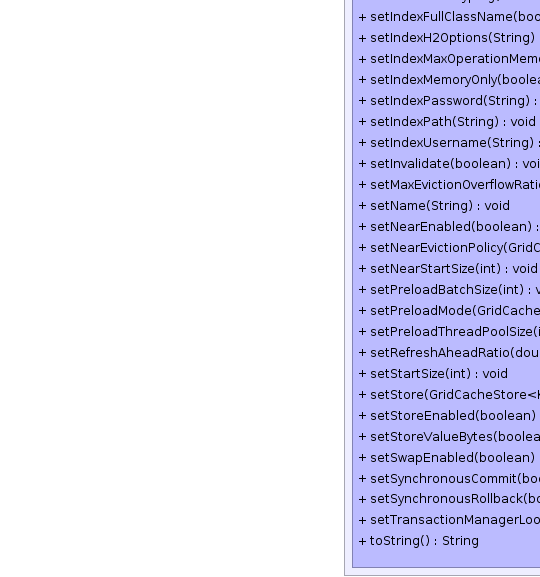 + setIndexFullClassName(boo
+ setIndexH2Options(String)
+ setIndexMaxOperationMem
+ setIndexMemoryOnly(boolea
+ setIndexPassword(String) :
+ setIndexPath(String) : void
+ setIndexUsername(String) :
+ setInvalidate(boolean) : voi
+ setMaxEvictionOverflowRati
+ setName(String) : void
+ setNearEnabled(boolean) :
+ setNearEvictionPolicy(GridC
+ setNearStartSize(int) : void
+ setPreloadBatchSize(int) : v
+ setPreloadMode(GridCache
+ setPreloadThreadPoolSize(i
+ setRefreshAheadRatio(dou
+ setStartSize(int) : void
+ setStore(GridCacheStore<K
+ setStoreEnabled(boolean)
+ setStoreValueBytes(boolea
+ setSwapEnabled(boolean)
+ setSynchronousCommit(boo
+ setSynchronousRollback(bo
+ setTransactionManagerLoo
+ toString() : String